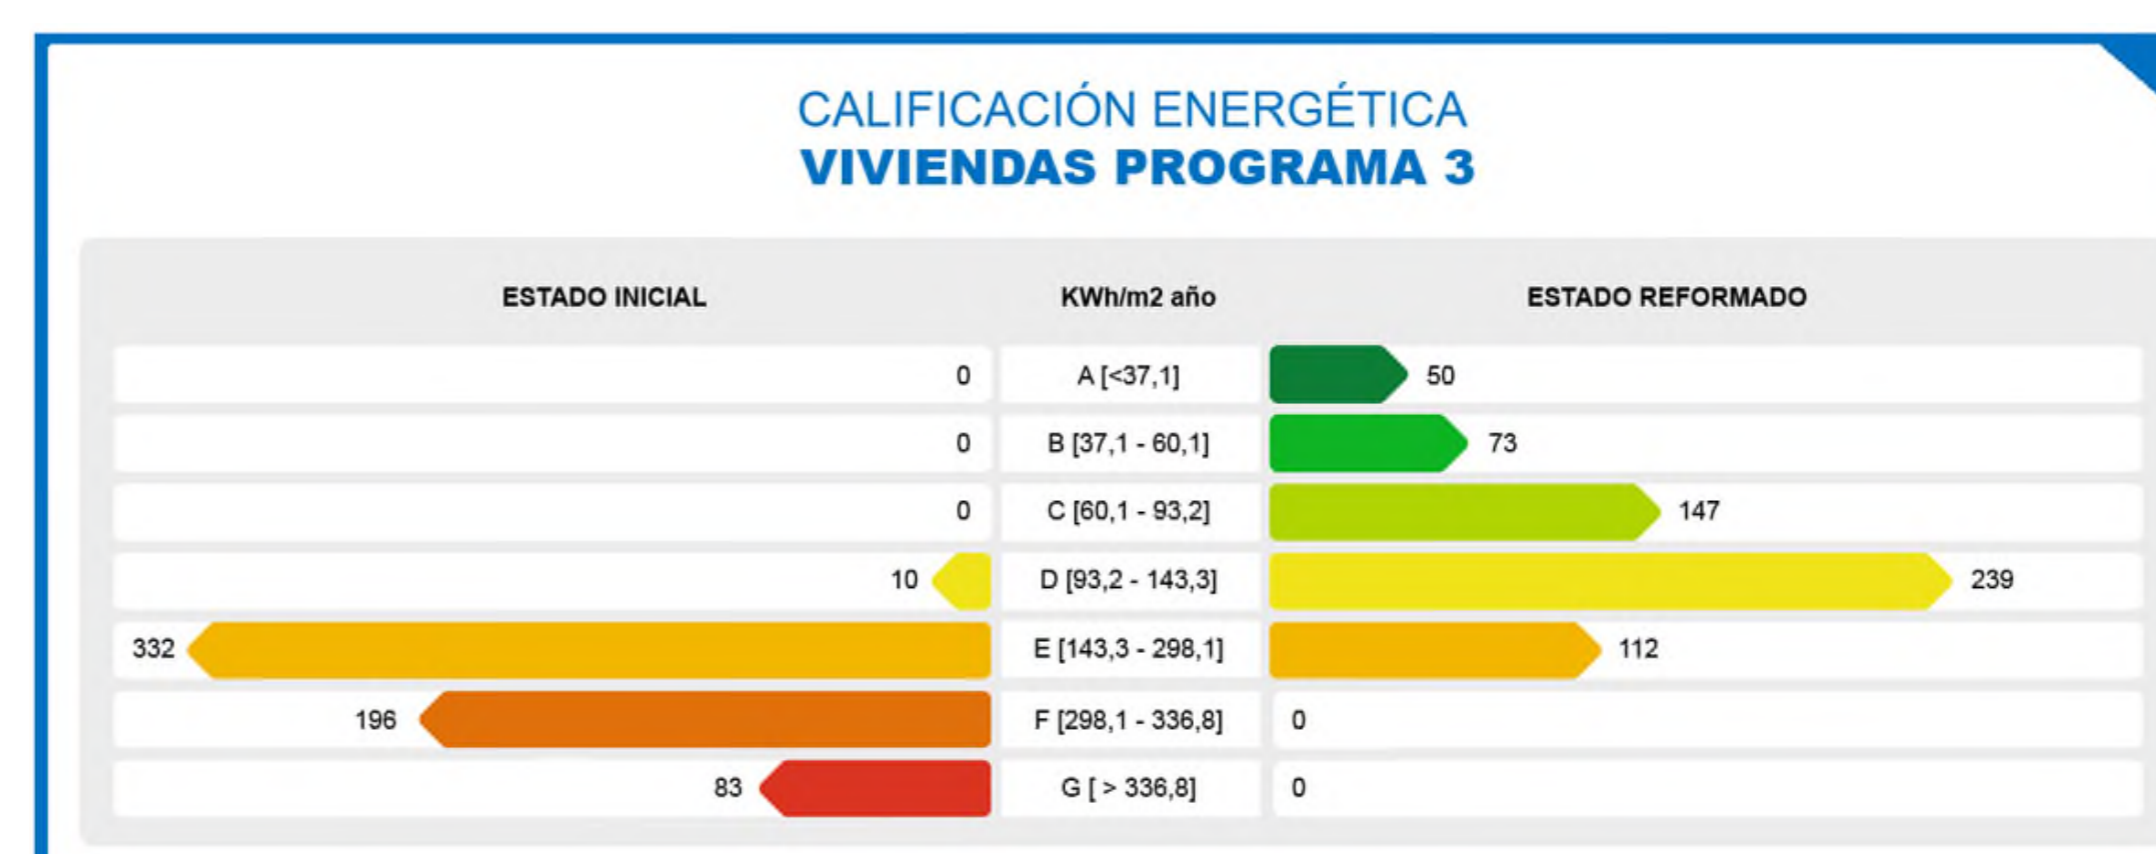 CALIFICACIÓN ENERGÉTICA
VIVIENDAS PROGRAMA 3
ESTADO INICIAL KWh/m2 año ESTADO REFORMADO
0 A [<37,1] 50
0 B [37,1 - 60,1] 73
0 C [60,1 - 93,2] 147
10 D [93,2 - 143,3] 239
332 E [143,3 - 298,1] 112
196 F [298,1 - 336,8] 0
83 G [ > 336,8] 0